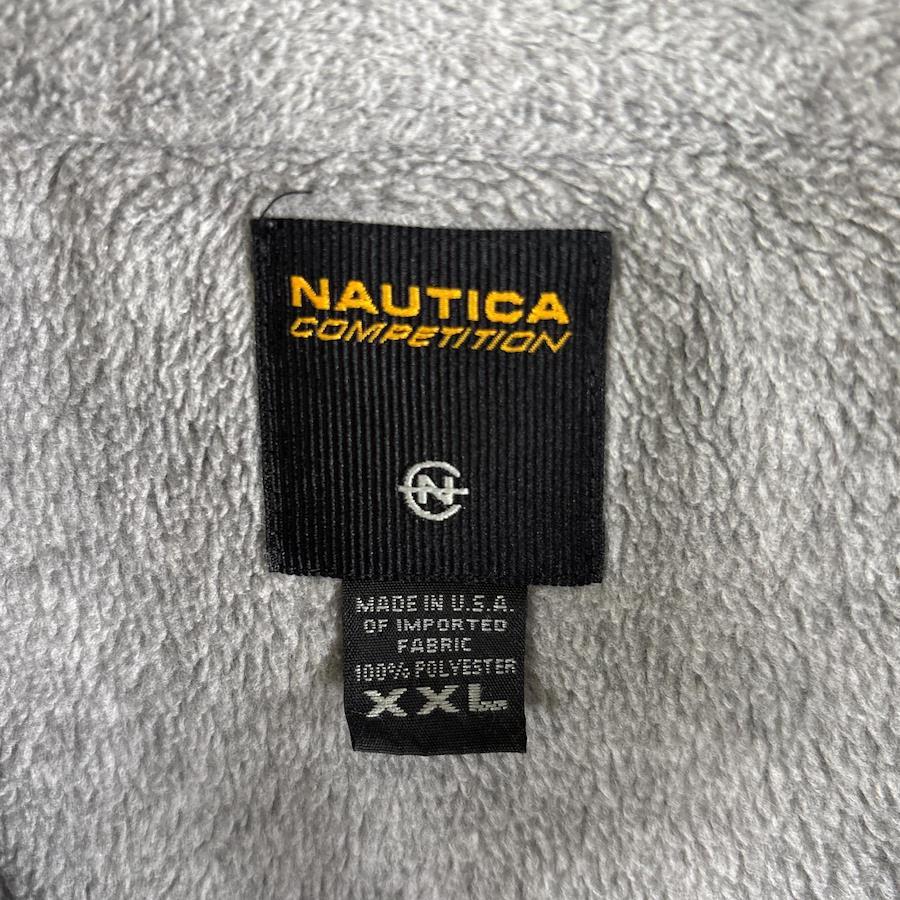 NAUTICA
COMPETITION
N
MADE IN U.S.A.
OF IMPORTED
FABRIC
100% POLYESTER
XXL